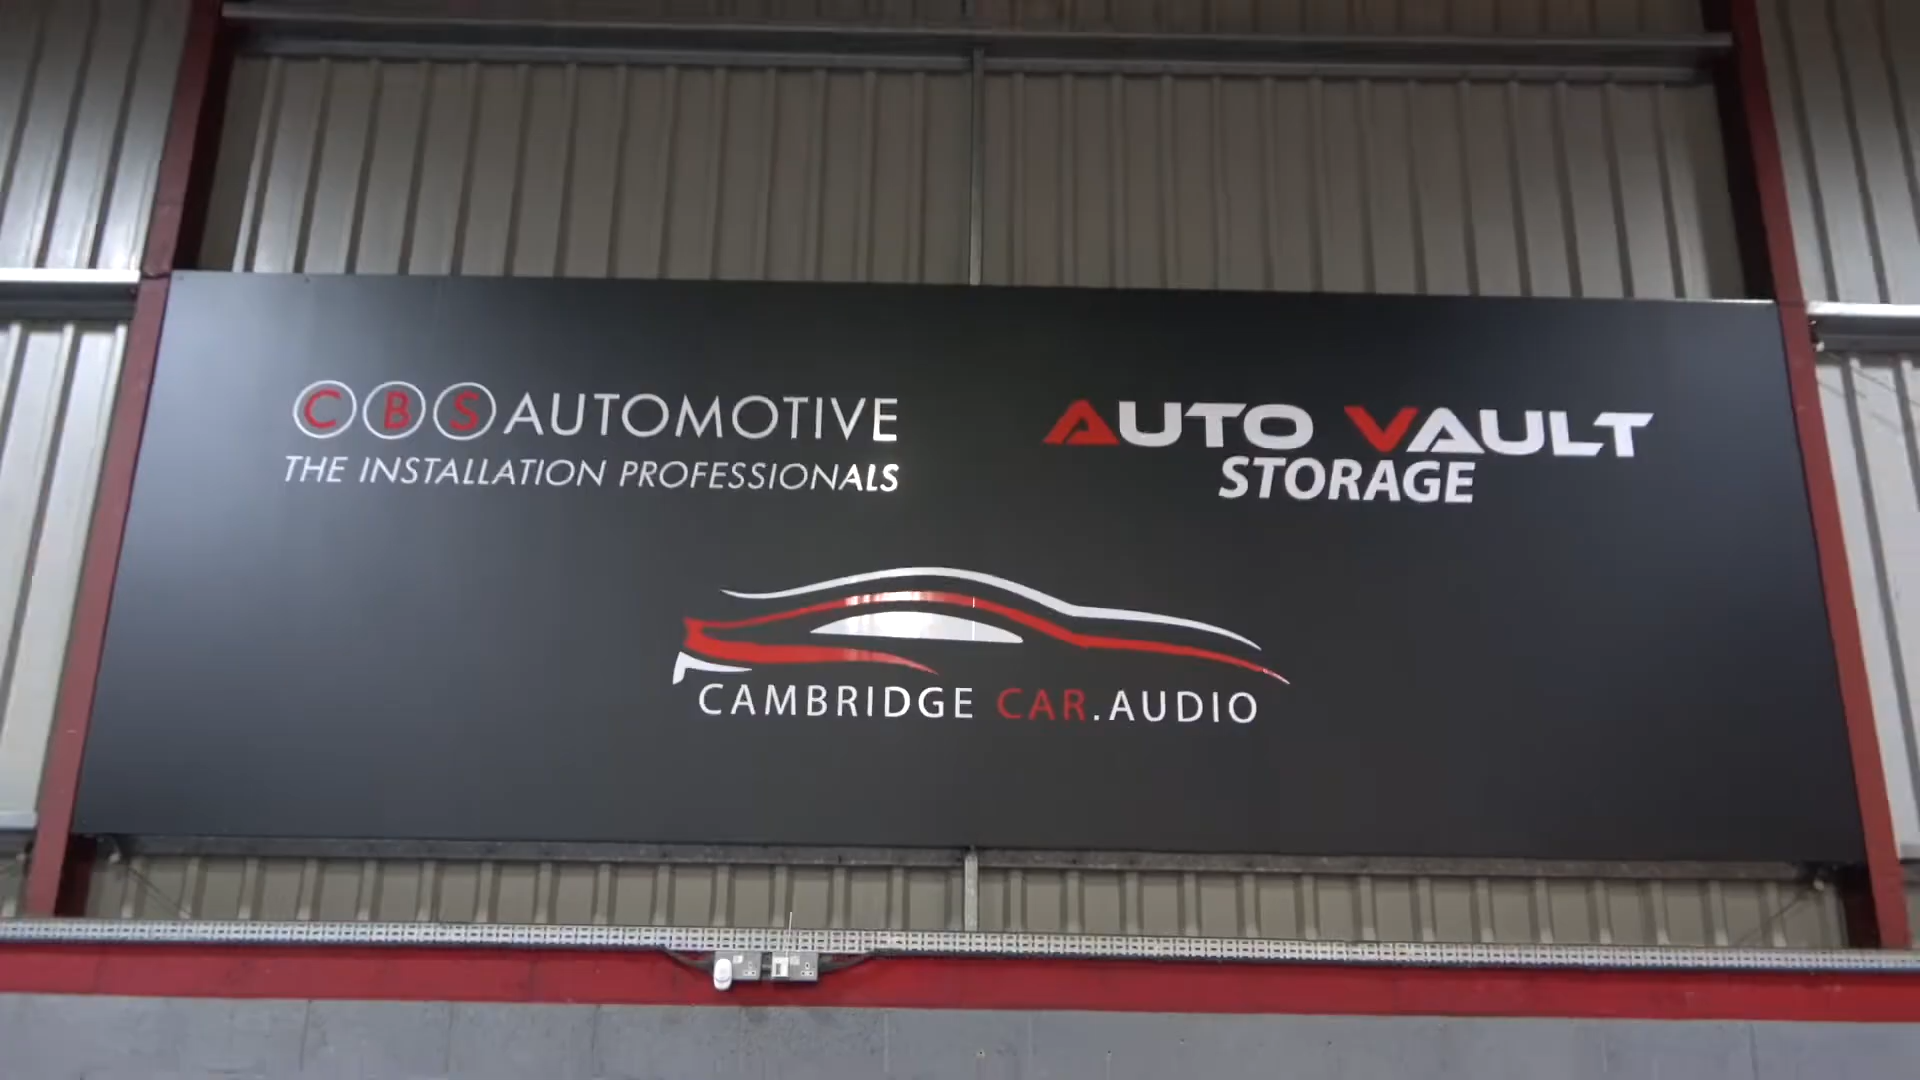 CBS AUTOMOTIVE
THE INSTALLATION PROFESSIONALS
AUTO VAULT
STORAGE
CAMBRIDGE CAR.AUDIO